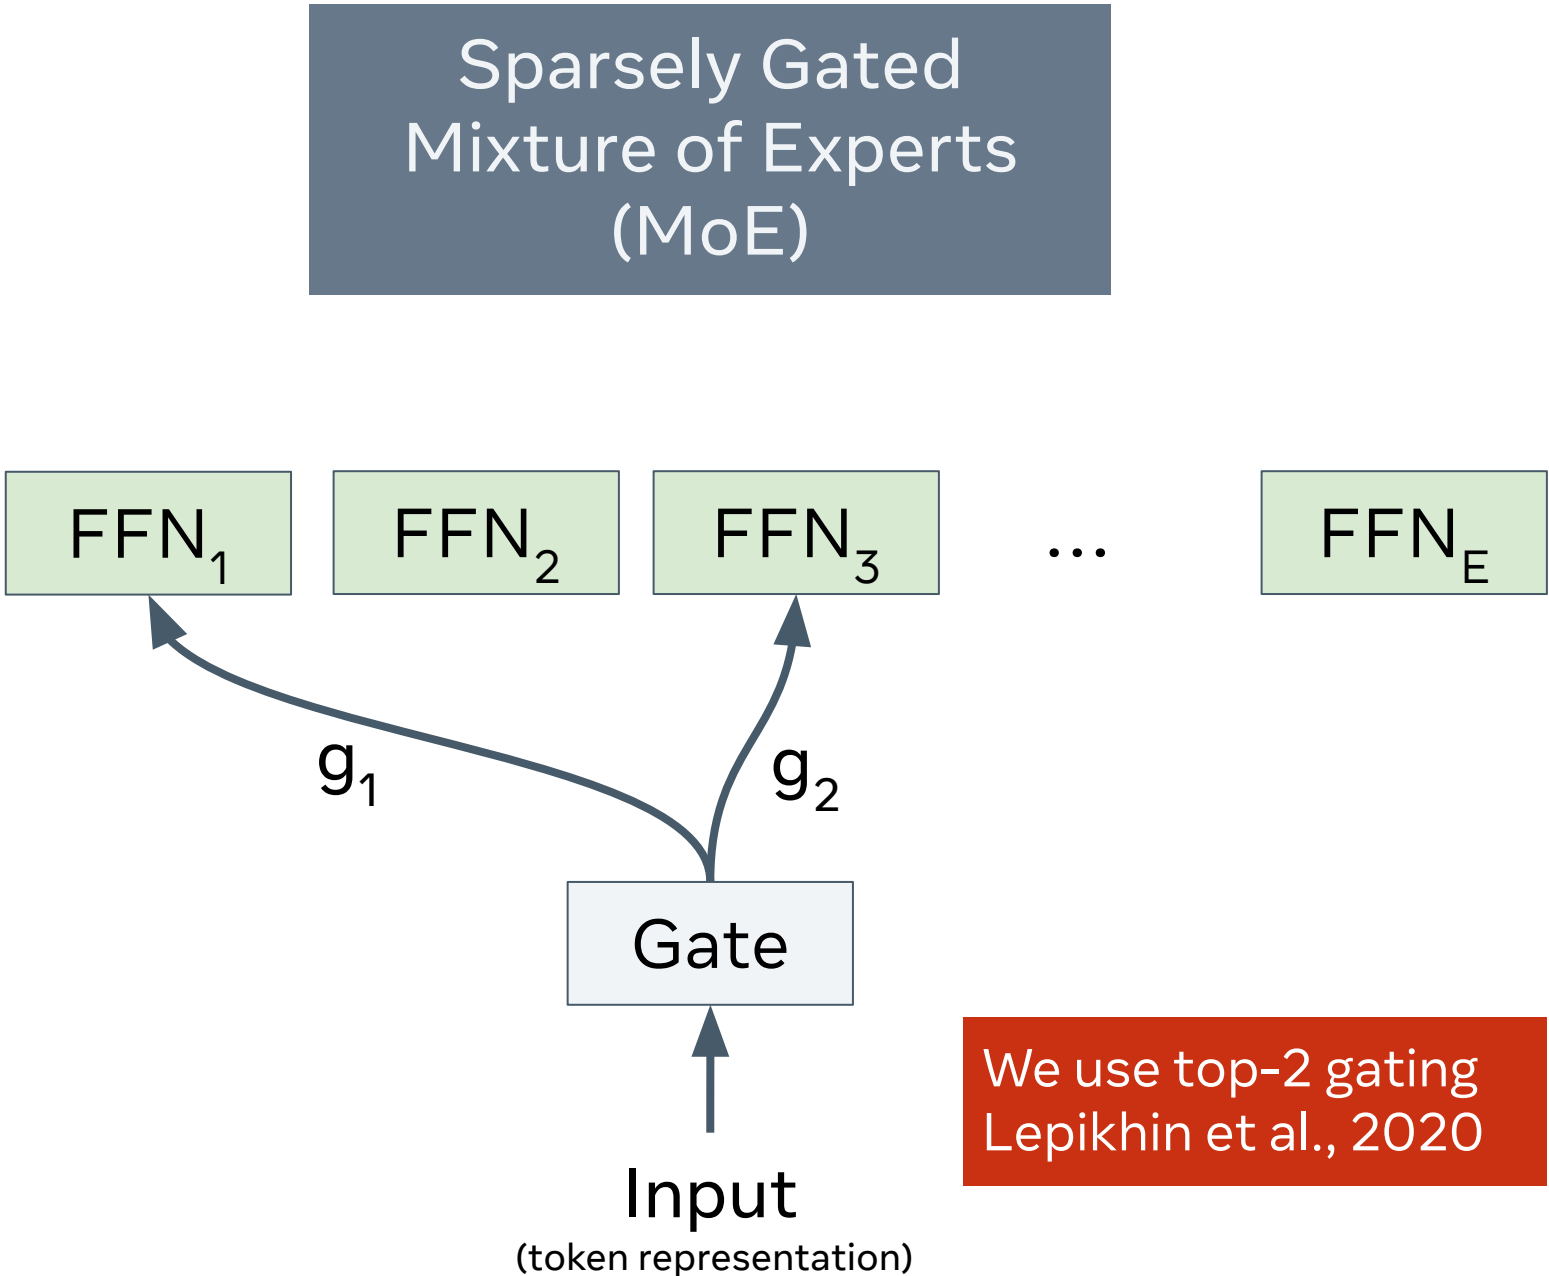 Sparsely Gated
Mixture of Experts
(MoE)
FFN₁ FFN₂ FFN₃ ... FFN_E
g₁ g₂
Gate
We use top-2 gating
Lepikhin et al., 2020
Input
(token representation)